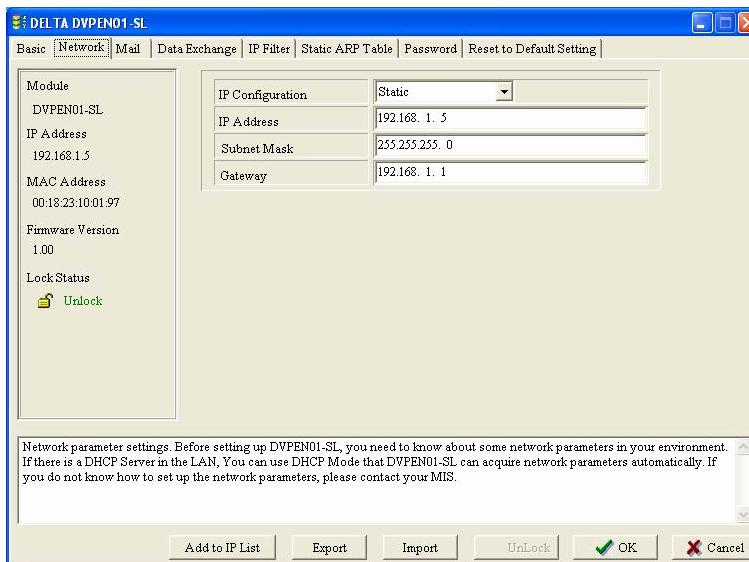 DELTA DVPEN01-SL
Basic Network Mail Data Exchange IP Filter Static ARP Table Password Reset to Default Setting
Module
DVPEN01-SL
IP Address
192.168.1.5
MAC Address
00:18:23:10:01:97
Firmware Version
1.00
Lock Status
Unlock
IP Configuration Static
IP Address 192.168. 1. 5
Subnet Mask 255.255.255. 0
Gateway 192.168. 1. 1
Network parameter settings. Before setting up DVPEN01-SL, you need to know about some network parameters in your environment.
If there is a DHCP Server in the LAN, You can use DHCP Mode that DVPEN01-SL can acquire network parameters automatically. If
you do not know how to set up the network parameters, please contact your MIS.
Add to IP List Export Import UnLock OK Cancel